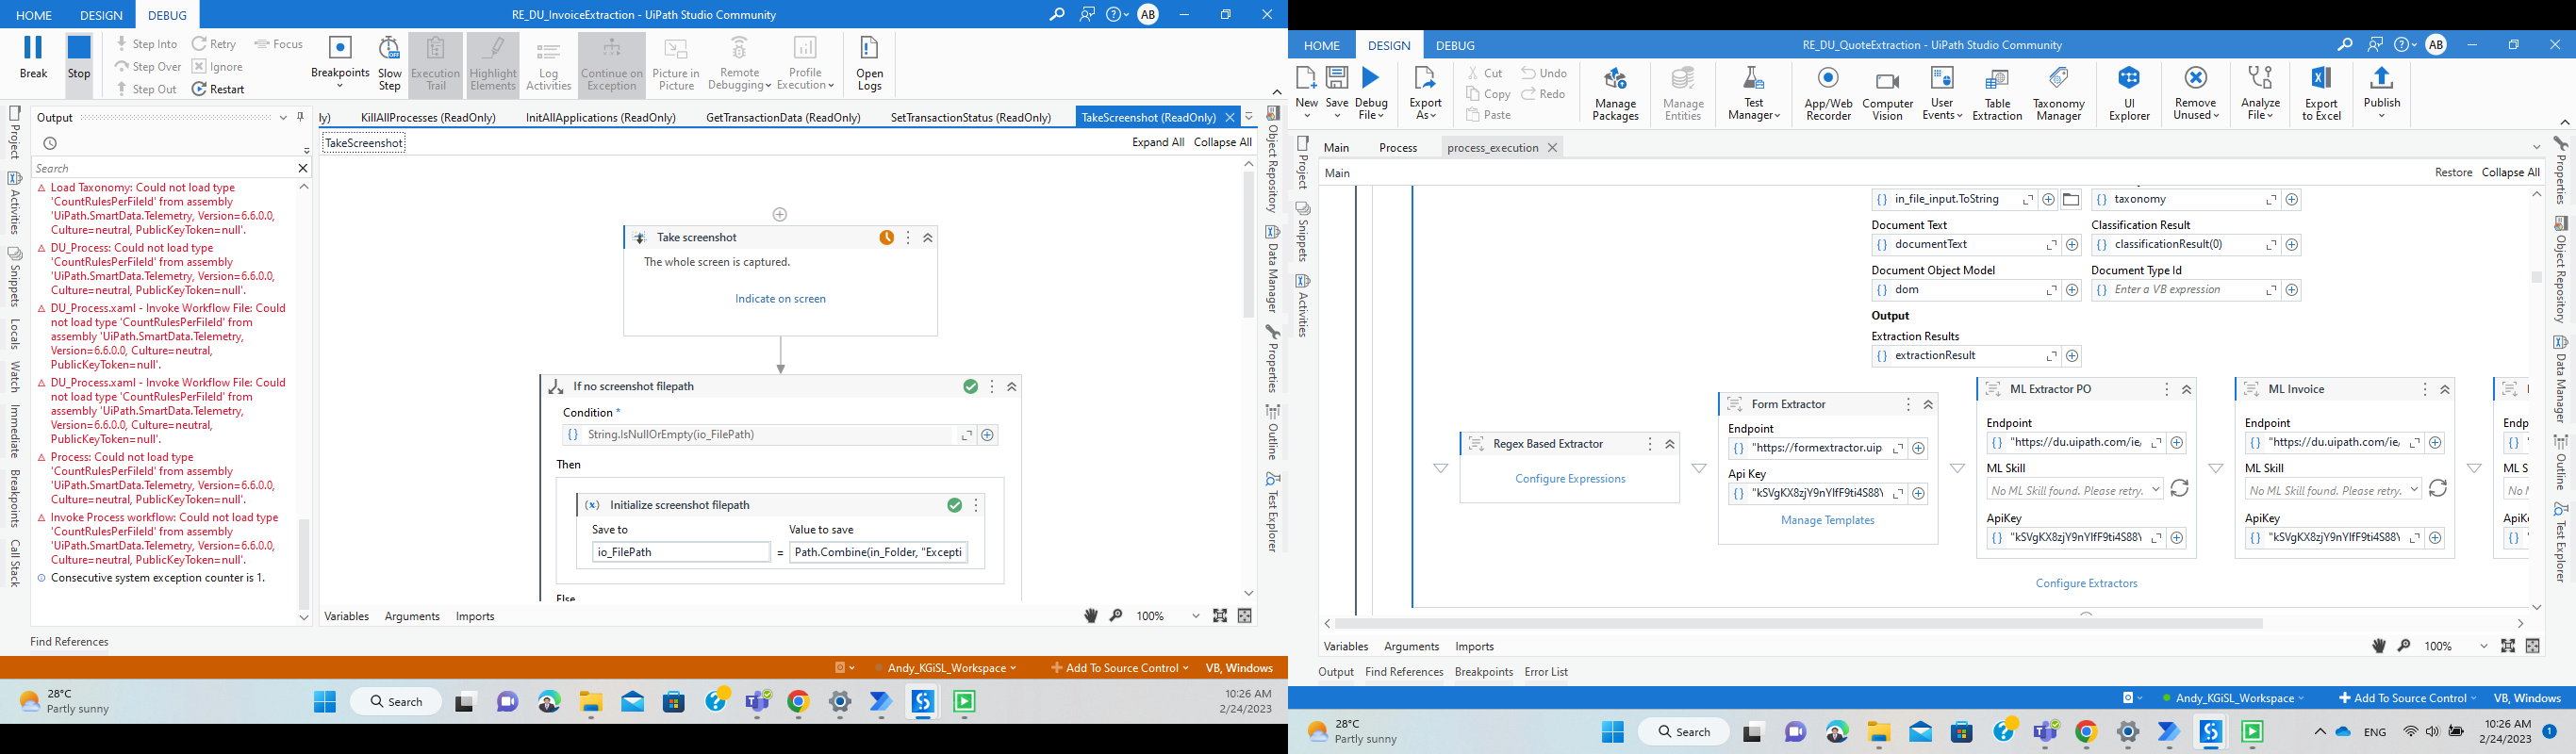 HOME DESIGN DEBUG RE_DU_InvoiceExtraction - UiPath Studio Community AB
Break Stop Step Into Step Over Step Out Retry Ignore Restart Focus Breakpoints Slow Step Execution Trail Highlight Elements Log Activities Continue on Exception Picture in Picture Remote Debugging Profile Execution Open Logs
Output
Search
Load Taxonomy: Could not load type
'CountRulesPerFileId' from assembly
'UiPath.SmartData.Telemetry, Version=6.6.0.0,
Culture=neutral, PublicKeyToken=null'.
DU_Process: Could not load type
'CountRulesPerFileId' from assembly
'UiPath.SmartData.Telemetry, Version=6.6.0.0,
Culture=neutral, PublicKeyToken=null'.
DU_Process.xaml - Invoke Workflow File: Could
not load type 'CountRulesPerFileId' from
assembly 'UiPath.SmartData.Telemetry,
Version=6.6.0.0, Culture=neutral,
PublicKeyToken=null'.
DU_Process.xaml - Invoke Workflow File: Could
not load type 'CountRulesPerFileId' from
assembly 'UiPath.SmartData.Telemetry,
Version=6.6.0.0, Culture=neutral,
PublicKeyToken=null'.
Process: Could not load type
'CountRulesPerFileId' from assembly
'UiPath.SmartData.Telemetry, Version=6.6.0.0,
Culture=neutral, PublicKeyToken=null'.
Invoke Process workflow: Could not load type
'CountRulesPerFileId' from assembly
'UiPath.SmartData.Telemetry, Version=6.6.0.0,
Culture=neutral, PublicKeyToken=null'.
Consecutive system exception counter is 1.
Find References
Project
Activities
Snippets
Locals
Watch
Immediate
Breakpoints
Call Stack
ly) KillAllProcesses (ReadOnly) InitAllApplications (ReadOnly) GetTransactionData (ReadOnly) SetTransactionStatus (ReadOnly) TakeScreenshot (ReadOnly)
TakeScreenshot Expand All Collapse All
Take screenshot
The whole screen is captured.
Indicate on screen
If no screenshot filepath
Condition *
String.IsNullOrEmpty(io_FilePath)
Then
(x) Initialize screenshot filepath
Save to Value to save
io_FilePath = Path.Combine(in_Folder, "Excepti
Else
Variables Arguments Imports 100%
Object Repository
Data Manager
Properties
Outline
Test Explorer
Andy_KGiSL_Workspace Add To Source Control VB, Windows
28°C
Partly sunny
Search
10:26 AM
2/24/2023
HOME DESIGN DEBUG RE_DU_QuoteExtraction - UiPath Studio Community AB
New Save Debug File Export As Cut Copy Paste Undo Redo Manage Packages Manage Entities Test Manager App/Web Recorder Computer Vision User Events Table Extraction Taxonomy Manager UI Explorer Remove Unused Analyze File Export to Excel Publish
Main Process process_execution
Main Restore Collapse All
Project
Snippets
Activities
in_file_input.ToString taxonomy
Document Text Classification Result
documentText classificationResult(0)
Document Object Model Document Type Id
dom Enter a VB expression
Output
Extraction Results
extractionResult
Regex Based Extractor
Configure Expressions
Form Extractor
Endpoint
"https://formextractor.uip
Api Key
"kSVgKX8zjY9nYIfF9ti4S88Y
Manage Templates
ML Extractor PO
Endpoint
"https://du.uipath.com/ie,
ML Skill
No ML Skill found. Please retry.
ApiKey
"kSVgKX8zjY9nYIfF9ti4S88Y
ML Invoice
Endpoint
"https://du.uipath.com/ie,
ML Skill
No ML Skill found. Please retry.
ApiKey
"kSVgKX8zjY9nYIfF9ti4S88Y
Configure Extractors
Variables Arguments Imports 100%
Output Find References Breakpoints Error List
Properties
Object Repository
Data Manager
Outline
Test Explorer
Andy_KGiSL_Workspace Add To Source Control VB, Windows
28°C
Partly sunny
Search
ENG
10:26 AM
2/24/2023
1